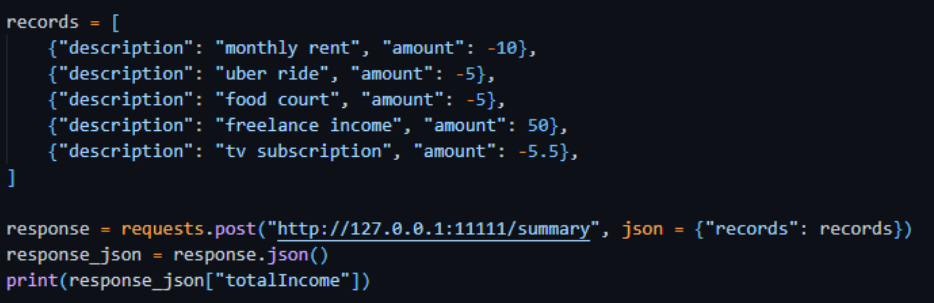 records = [
    {"description": "monthly rent", "amount": -10},
    {"description": "uber ride", "amount": -5},
    {"description": "food court", "amount": -5},
    {"description": "freelance income", "amount": 50},
    {"description": "tv subscription", "amount": -5.5},
]

response = requests.post("http://127.0.0.1:11111/summary", json = {"records": records})
response_json = response.json()
print(response_json["totalIncome"])